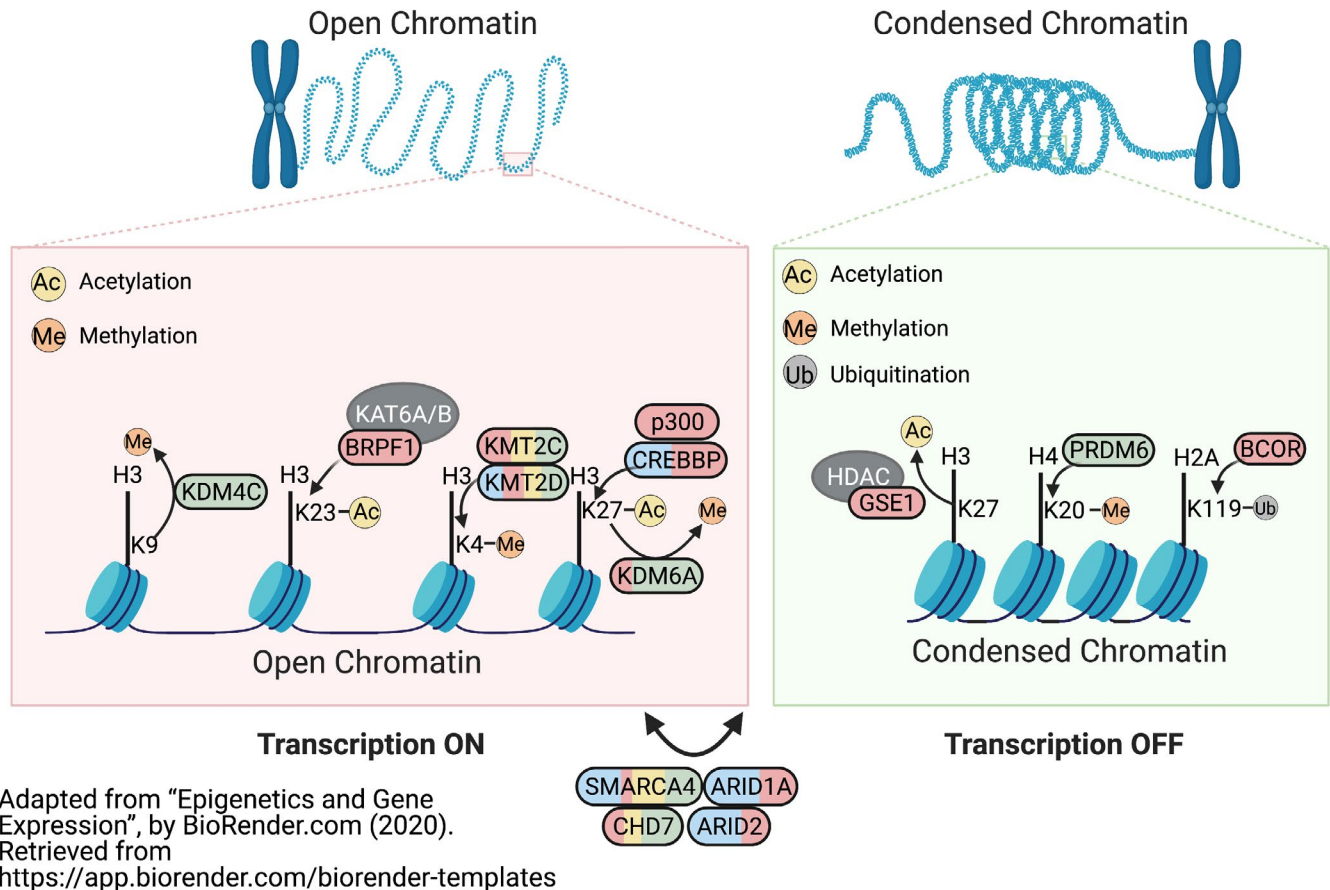 Open Chromatin
Condensed Chromatin
Ac Acetylation
Me Methylation
Me
H3
K9
KDM4C
KAT6A/B
BRPF1
H3
K23
Ac
KMT2C
KMT2D
H3
K4
Me
p300
CREBBP
H3
K27
Ac
Me
KDM6A
Open Chromatin
Ac Acetylation
Me Methylation
Ub Ubiquitination
Ac
HDAC
GSE1
H3
K27
H4
PRDM6
K20
Me
H2A
BCOR
K119
Ub
Condensed Chromatin
Transcription ON
Transcription OFF
SMARCA4 ARID1A
CHD7 ARID2
Adapted from “Epigenetics and Gene
Expression”, by BioRender.com (2020).
Retrieved from
https://app.biorender.com/biorender-templates